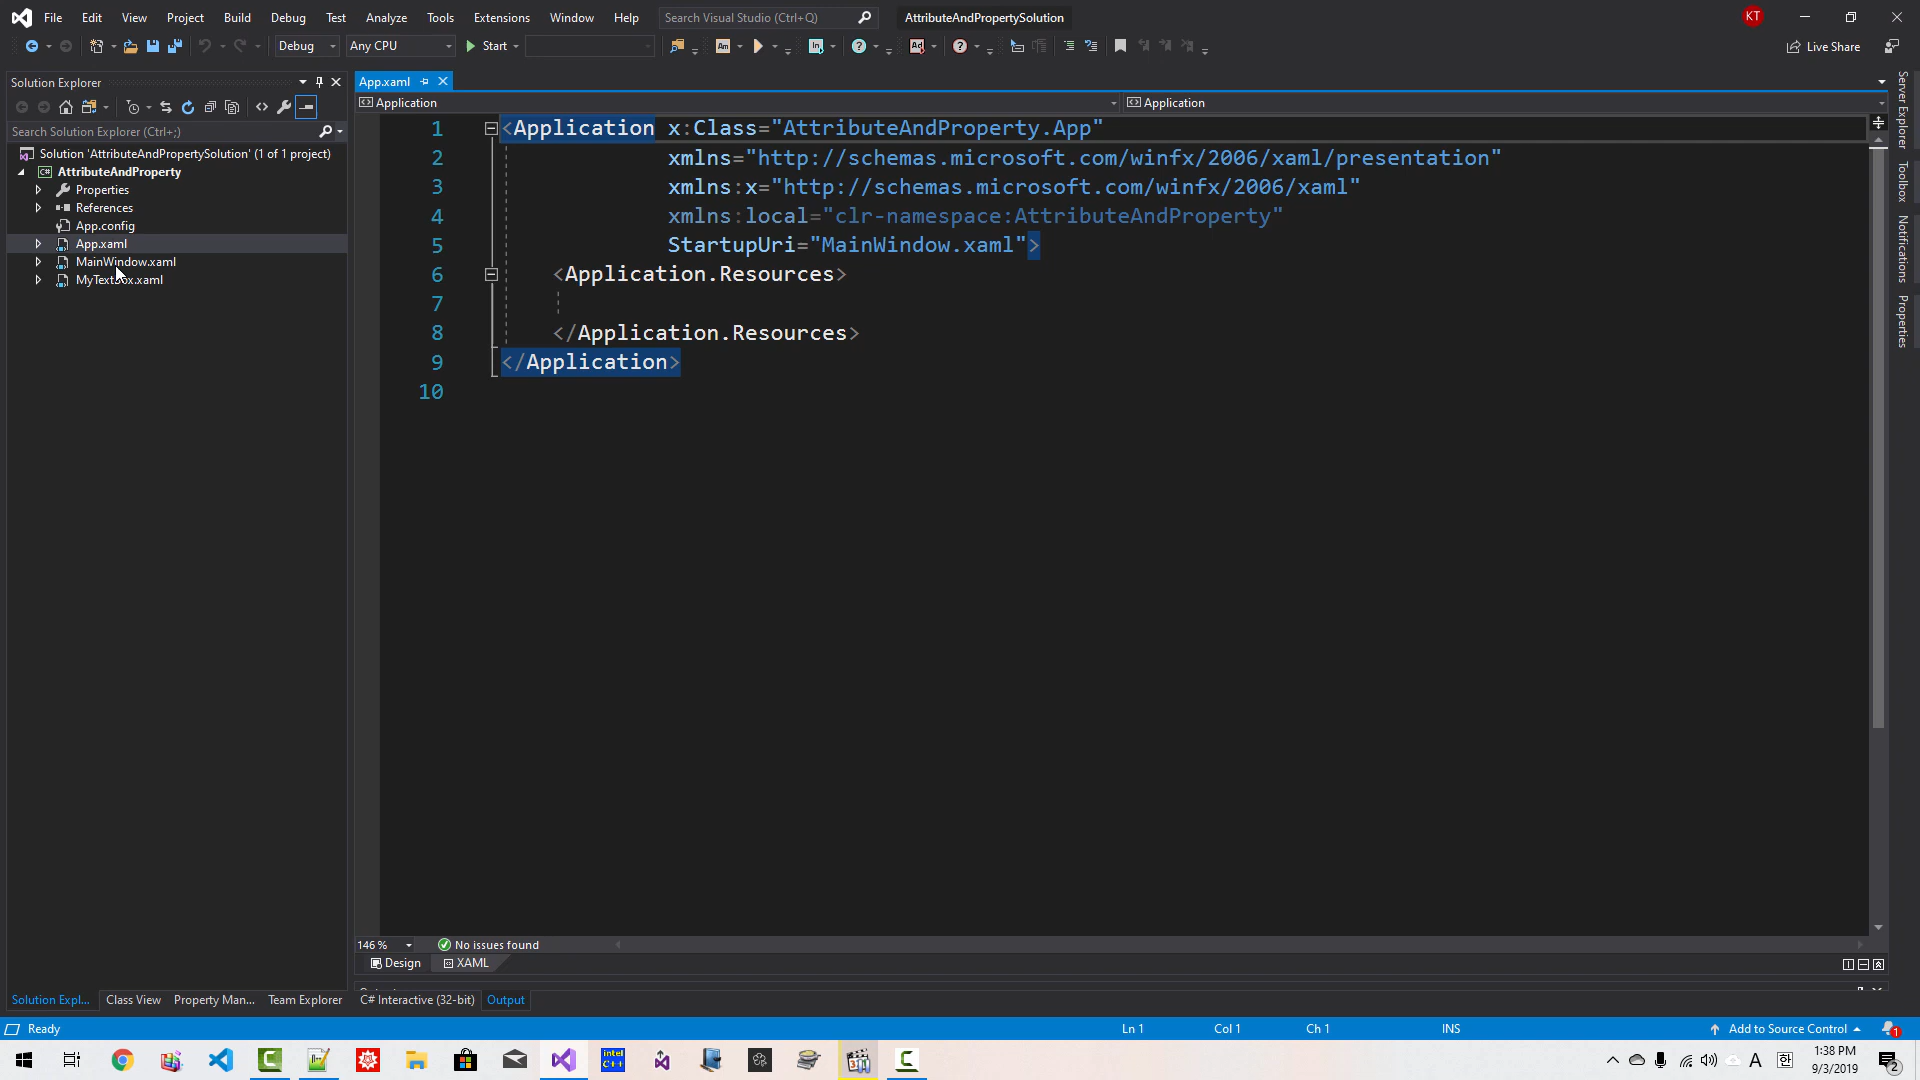 File Edit View Project Build Debug Test Analyze Tools Extensions Window Help Search Visual Studio (Ctrl+Q) AttributeAndPropertySolution KT
Debug Any CPU Start Live Share
Solution Explorer
Search Solution Explorer (Ctrl+;)
Solution 'AttributeAndPropertySolution' (1 of 1 project)
AttributeAndProperty
Properties
References
App.config
App.xaml
MainWindow.xaml
MyTextBox.xaml
App.xaml
Application Application
1 <Application x:Class="AttributeAndProperty.App"
2 xmlns="http://schemas.microsoft.com/winfx/2006/xaml/presentation"
3 xmlns:x="http://schemas.microsoft.com/winfx/2006/xaml"
4 xmlns:local="clr-namespace:AttributeAndProperty"
5 StartupUri="MainWindow.xaml">
6 <Application.Resources>
7
8 </Application.Resources>
9 </Application>
10
Server Explorer
Toolbox
Notifications
Properties
146 % No issues found
Design XAML
Solution Expl... Class View Property Man... Team Explorer C# Interactive (32-bit) Output
Ready Ln 1 Col 1 Ch 1 INS Add to Source Control 1
intel C++ A 한 1:38 PM
9/3/2019 2